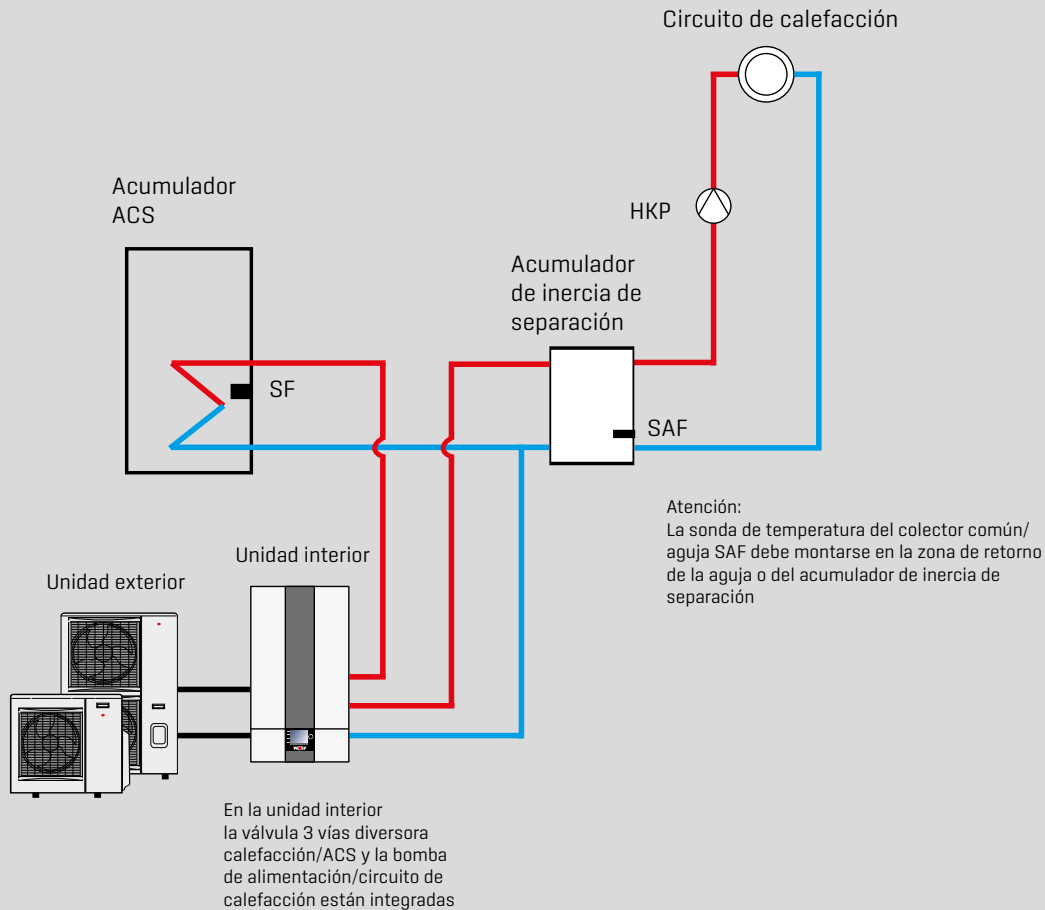 Circuito de calefacción
Acumulador
ACS
HKP
Acumulador
de inercia de
separación
SF
SAF
Atención:
La sonda de temperatura del colector común/
aguja SAF debe montarse en la zona de retorno
de la aguja o del acumulador de inercia de
separación
Unidad interior
Unidad exterior
WOLF
En la unidad interior
la válvula 3 vías diversora
calefacción/ACS y la bomba
de alimentación/circuito de
calefacción están integradas